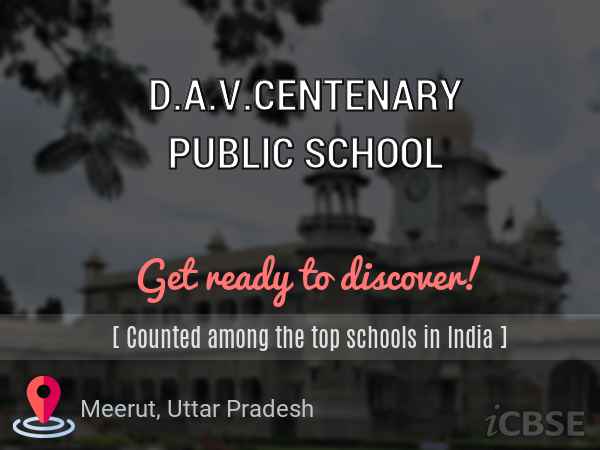 D.A.V.CENTENARY
PUBLIC SCHOOL
Get ready to discover!
[ Counted among the top schools in India ]
Meerut, Uttar Pradesh
iCBSE